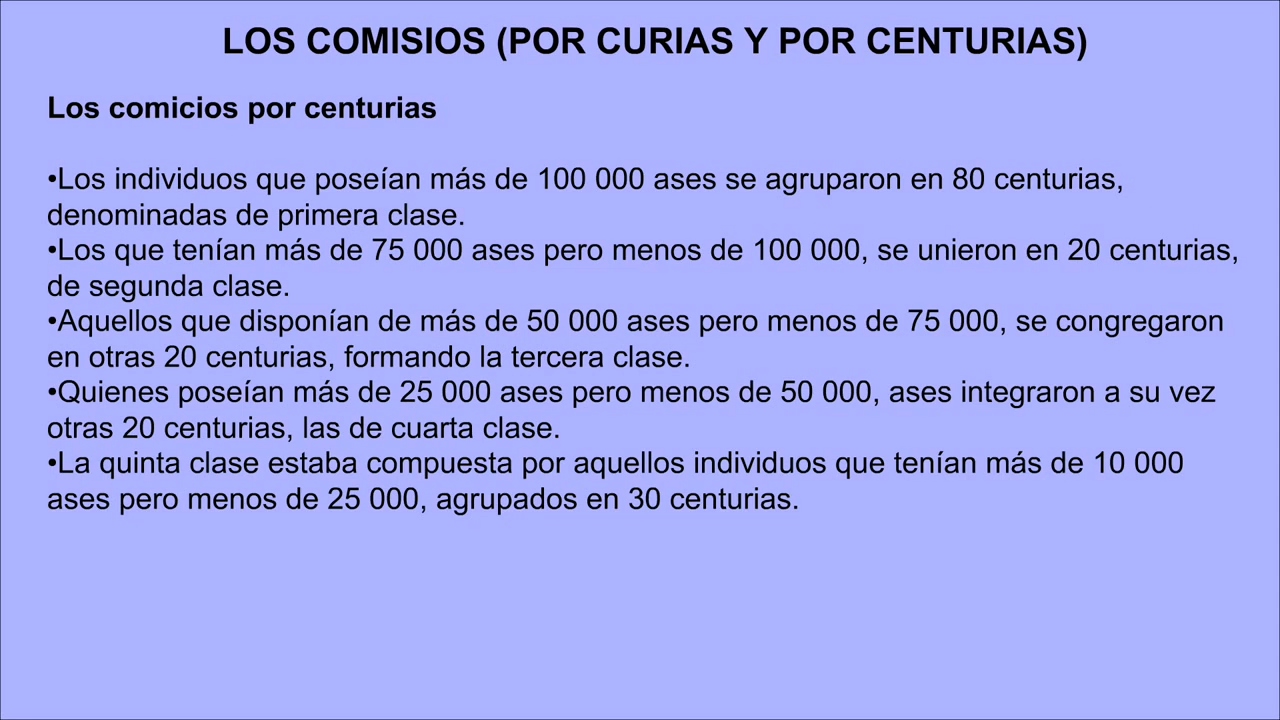 LOS COMISIOS (POR CURIAS Y POR CENTURIAS)
Los comicios por centurias
•Los individuos que poseían más de 100 000 ases se agruparon en 80 centurias,
denominadas de primera clase.
•Los que tenían más de 75 000 ases pero menos de 100 000, se unieron en 20 centurias,
de segunda clase.
•Aquellos que disponían de más de 50 000 ases pero menos de 75 000, se congregaron
en otras 20 centurias, formando la tercera clase.
•Quienes poseían más de 25 000 ases pero menos de 50 000, ases integraron a su vez
otras 20 centurias, las de cuarta clase.
•La quinta clase estaba compuesta por aquellos individuos que tenían más de 10 000
ases pero menos de 25 000, agrupados en 30 centurias.